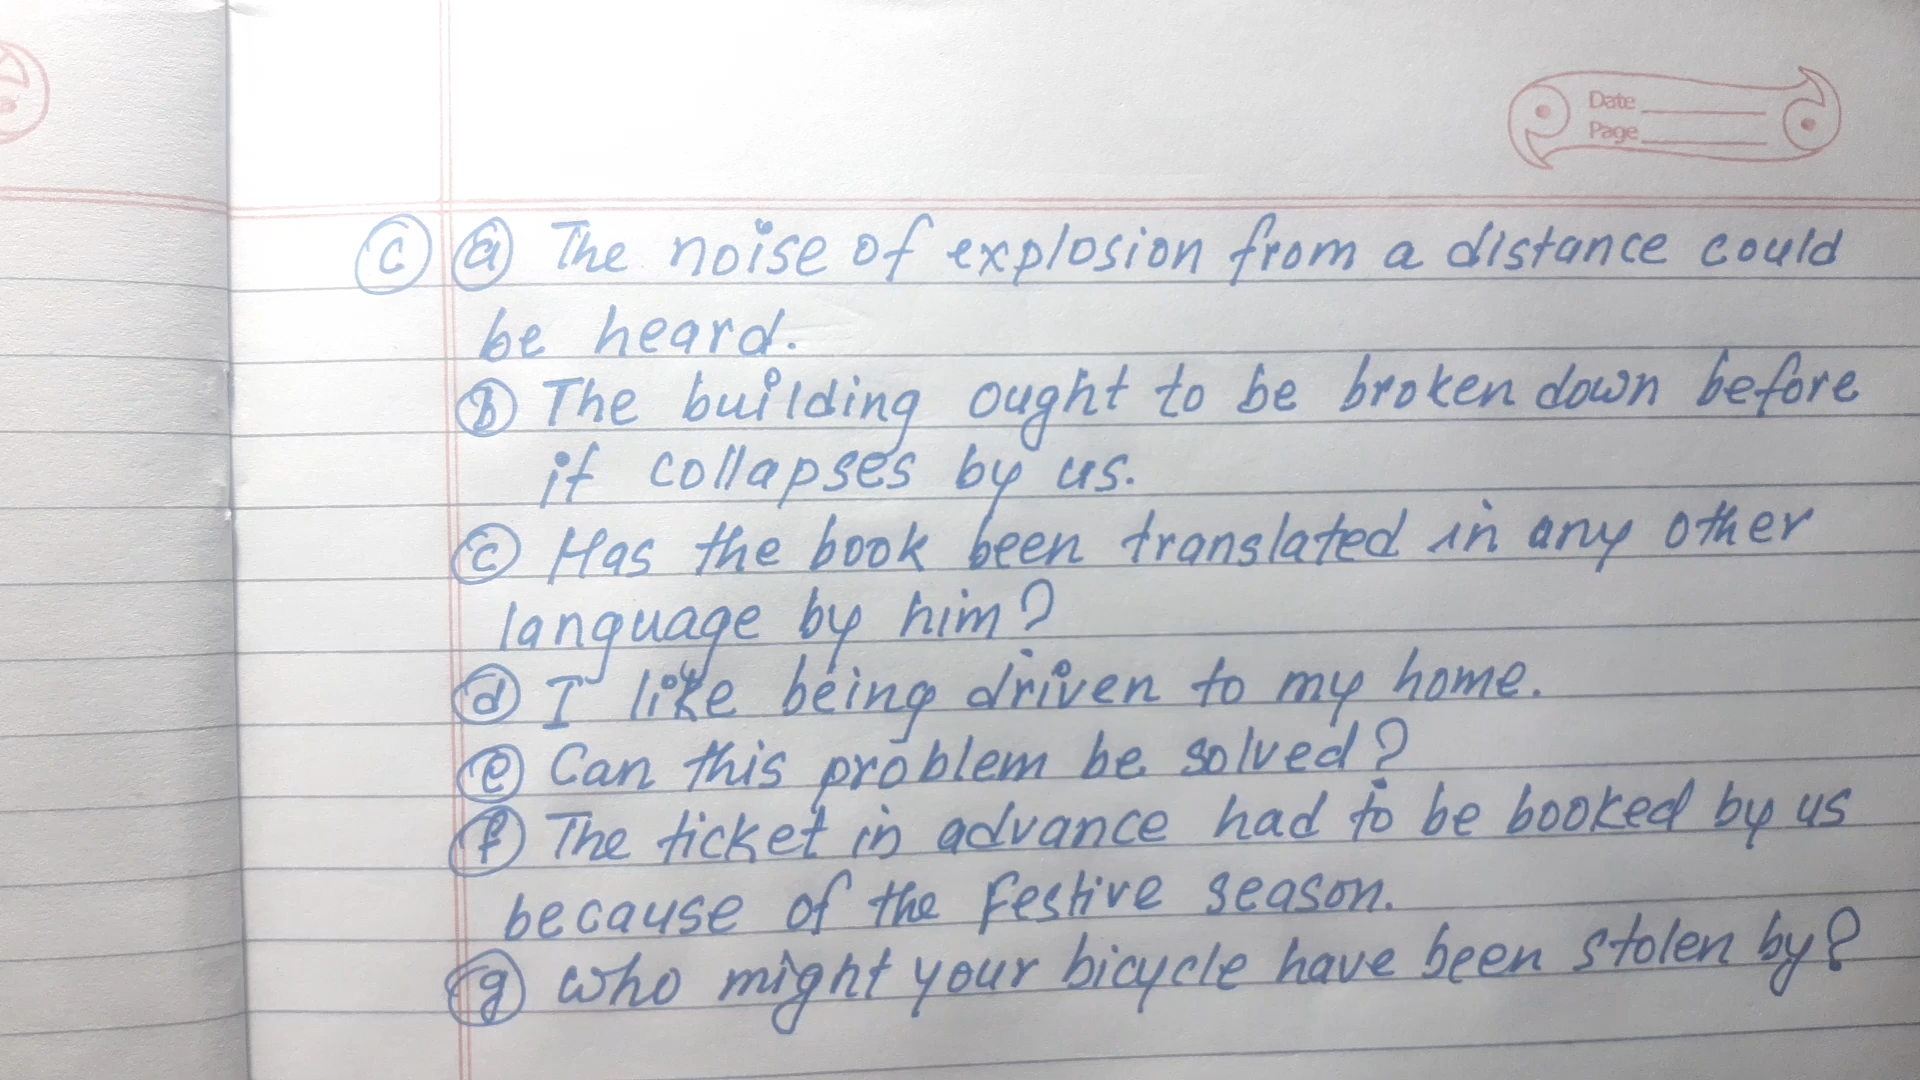 Date
Page
(C) (a) The noise of explosion from a distance could
be heard.
(b) The building ought to be broken down before
it collapses by us.
(c) Has the book been translated in any other
language by him?
(d) I like being driven to my home.
(e) Can this problem be solved?
(f) The ticket in advance had to be booked by us
because of the festive season.
(g) who might your bicycle have been stolen by?